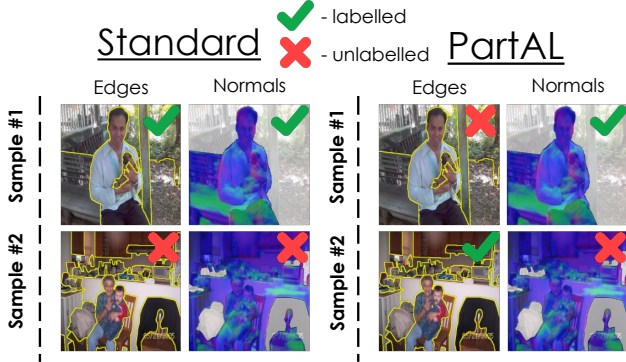 Standard
- labelled
- unlabelled
PartAL
Edges
Normals
Edges
Normals
Sample #1
Sample #1
Sample #2
Sample #2